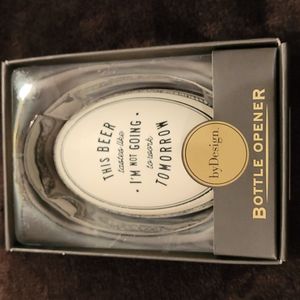 THIS BEER
tastes like
• I'M NOT GOING •
to work
TOMORROW
byDesign.
BOTTLE OPENER